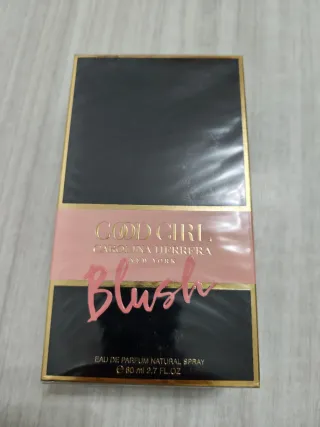 GOOD GIRL
CAROLINA HERRERA
NEW YORK
Blush
EAU DE PARFUM NATURAL SPRAY
℮ 80 ml 2.7 FL.OZ